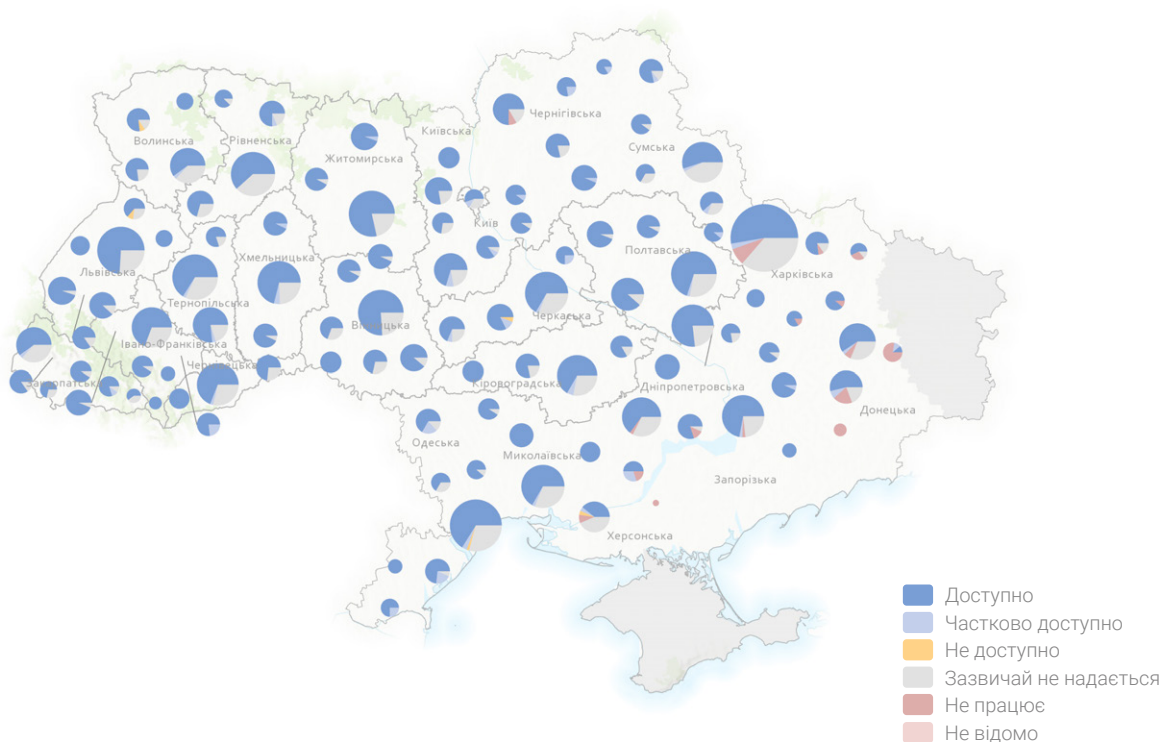 Чернігівська
Київська
Волинська
Рівненська
Житомирська
Сумська
Київ
Полтавська
Хмельницька
Львівська
Харківська
Тернопільська
Черкаська
Вінницька
Івано-Франківська
Чернівецька
Закарпатська
Кіровоградська
Дніпропетровська
Донецька
Одеська
Миколаївська
Запорізька
Херсонська
Доступно
Частково доступно
Не доступно
Зазвичай не надається
Не працює
Не відомо